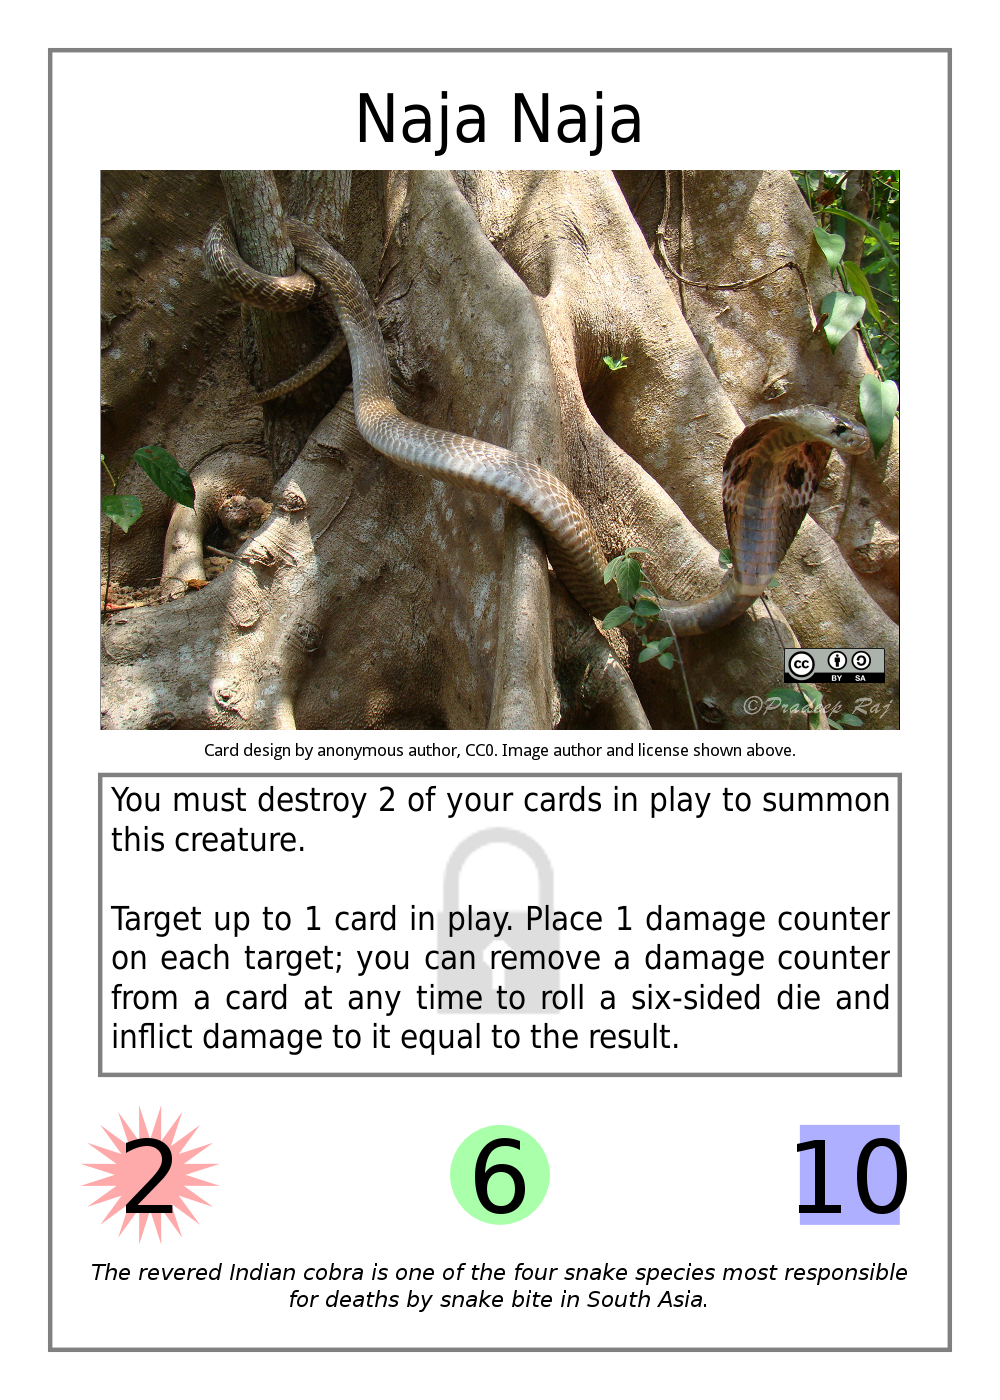 Naja Naja
cc
BY SA
©Pradeep Raj
Card design by anonymous author, CC0. Image author and license shown above.
You must destroy 2 of your cards in play to summon
this creature.
Target up to 1 card in play. Place 1 damage counter
on each target; you can remove a damage counter
from a card at any time to roll a six-sided die and
inflict damage to it equal to the result.
2 6 10
The revered Indian cobra is one of the four snake species most responsible
for deaths by snake bite in South Asia.